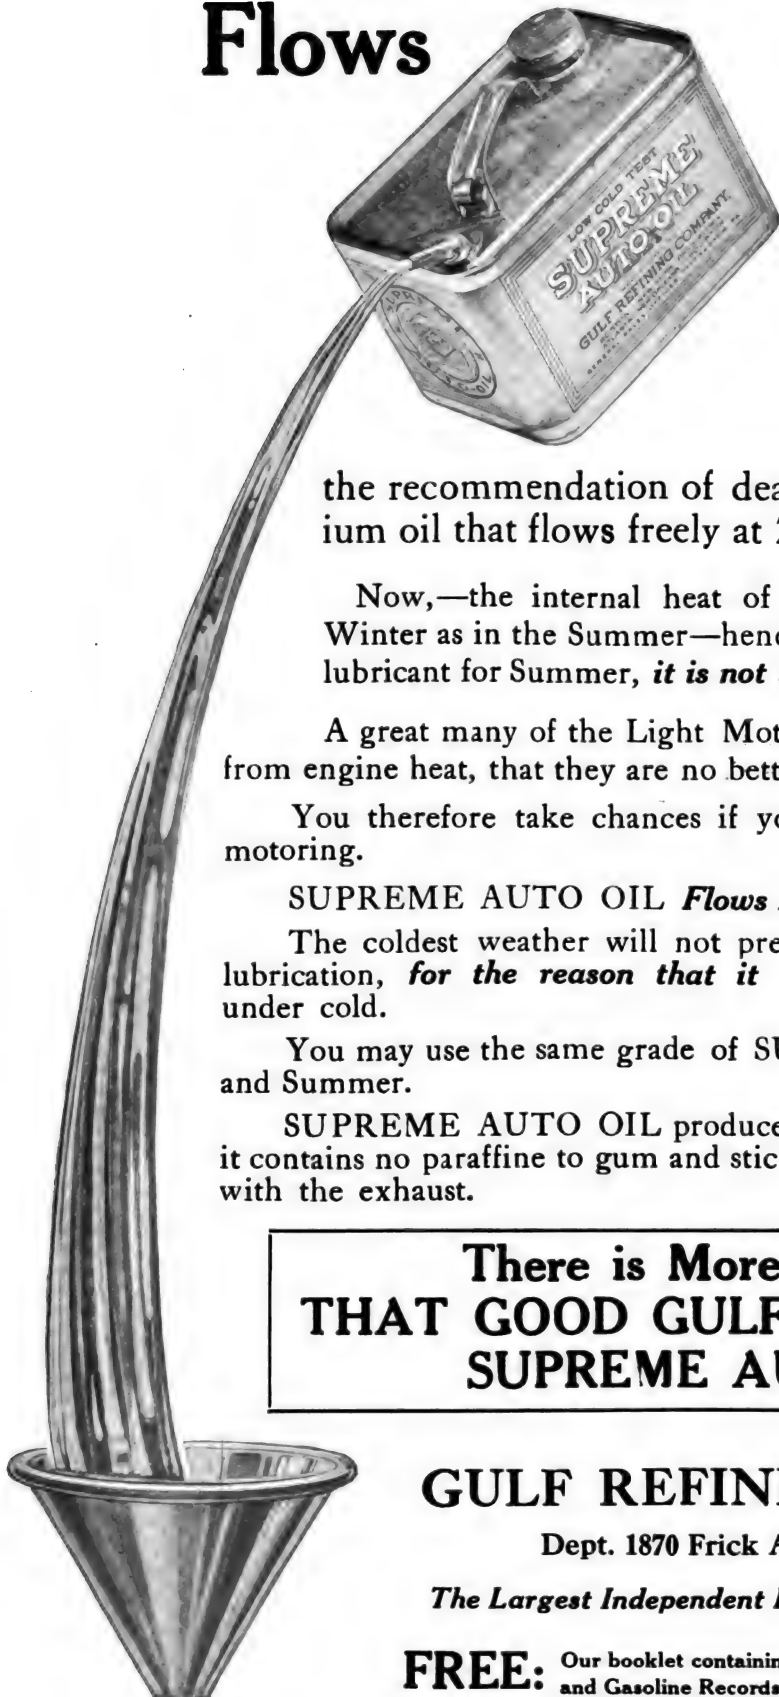 Flows
LOW COLD TEST
SUPREME
AUTO OIL
GULF REFINING COMPANY.
the recommendation of dea
ium oil that flows freely at 2
Now,—the internal heat of
Winter as in the Summer—henc
lubricant for Summer, it is not
A great many of the Light Mot
from engine heat, that they are no bett
You therefore take chances if yo
motoring.
SUPREME AUTO OIL Flows
The coldest weather will not pre
lubrication, for the reason that it
under cold.
You may use the same grade of SU
and Summer.
SUPREME AUTO OIL produce
it contains no paraffine to gum and stic
with the exhaust.
There is More
THAT GOOD GULF
SUPREME AU
GULF REFIN
Dept. 1870 Frick A
The Largest Independent
FREE: Our booklet containin
and Gasoline Records